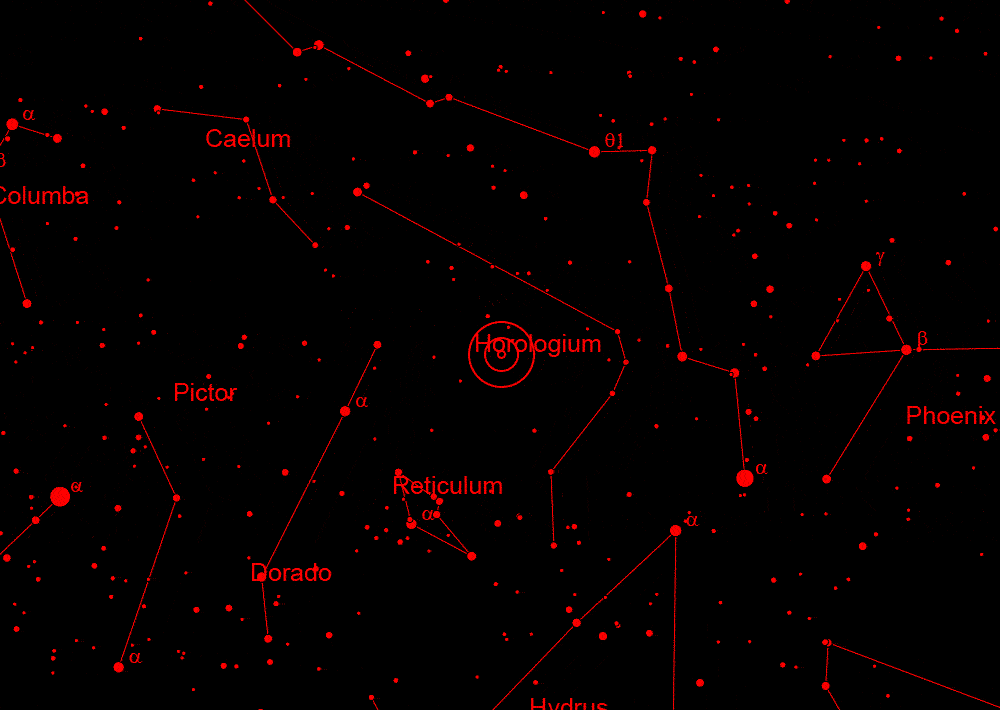 α
θ1
Caelum
β
Columba
γ
Horologium
β
Pictor
α
Phoenix
α
α
Reticulum
α
α
Dorado
α
Hydrus